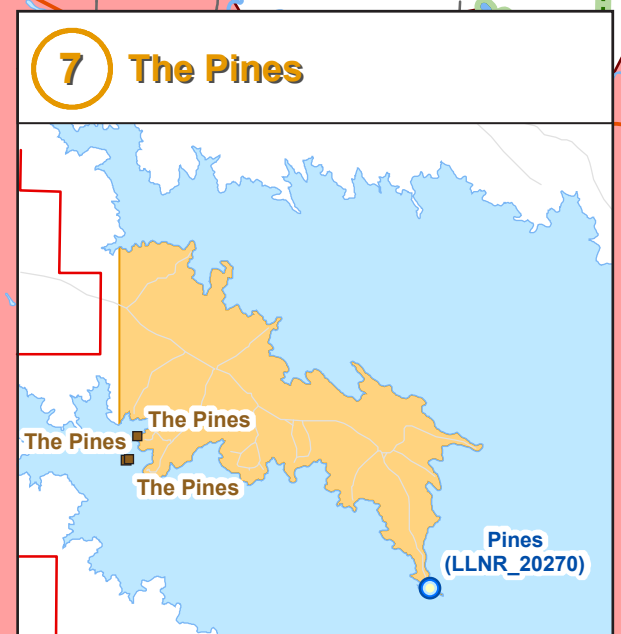 7 The Pines
The Pines
The Pines
The Pines
Pines
(LLNR_20270)